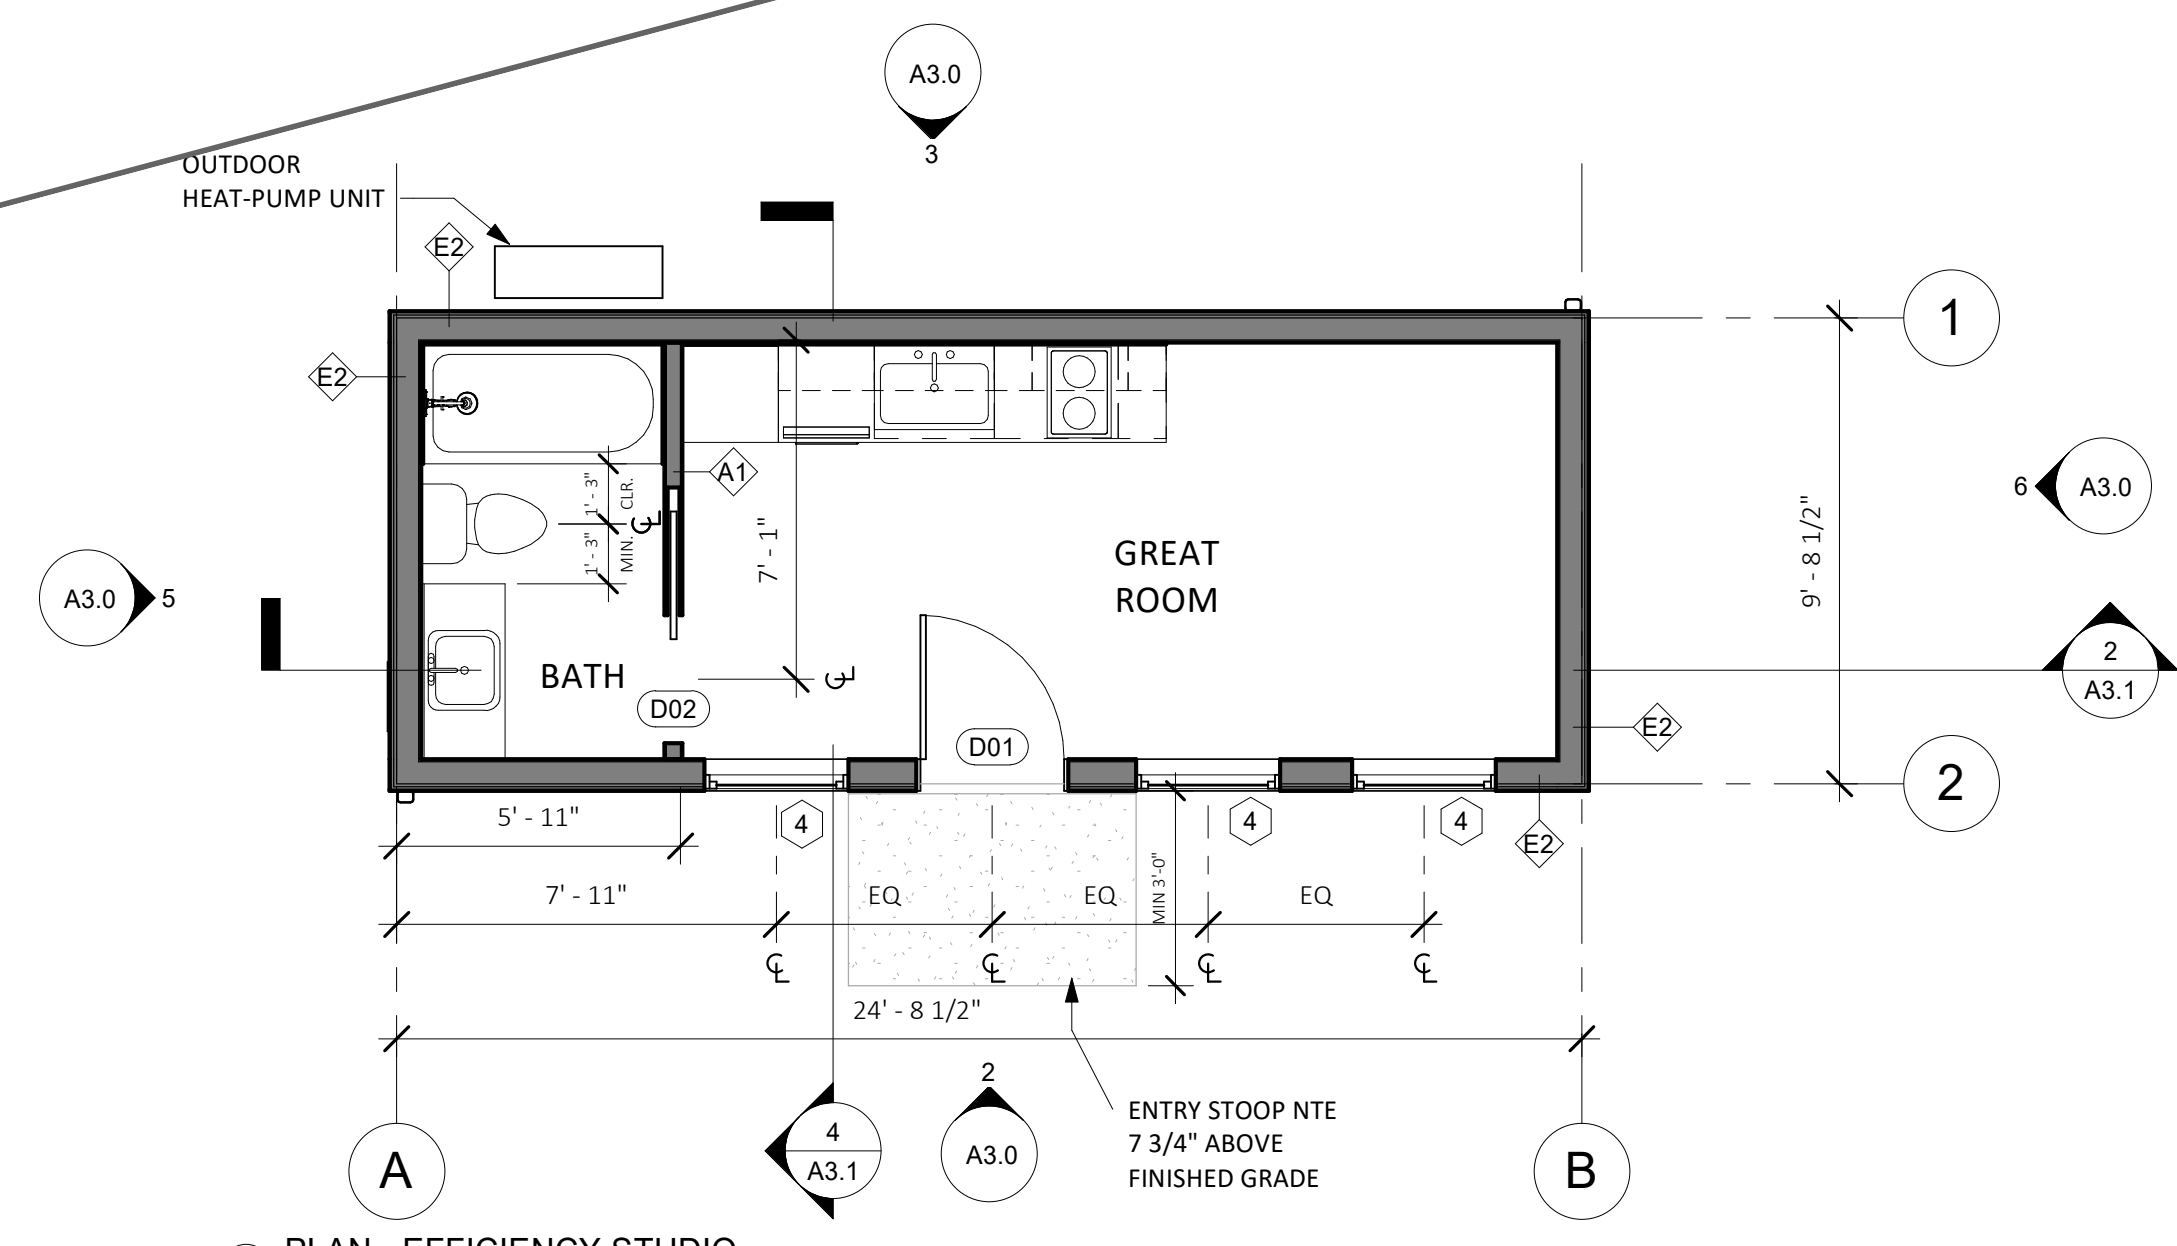 A3.0
3
OUTDOOR
HEAT-PUMP UNIT
E2
1
E2
A1
1' - 3"
CLR.
℄
1' - 3"
MIN.
7' - 1"
GREAT
ROOM
9' - 8 1/2"
6
A3.0
A3.0
5
2
A3.1
BATH
℄
D02
D01
E2
2
5' - 11"
4
4
4
E2
7' - 11"
EQ
EQ
MIN 3'-0"
EQ
℄
℄
℄
℄
24' - 8 1/2"
2
A3.0
4
A3.1
ENTRY STOOP NTE
7 3/4" ABOVE
FINISHED GRADE
A
B
PLAN - EFFICIENCY STUDIO